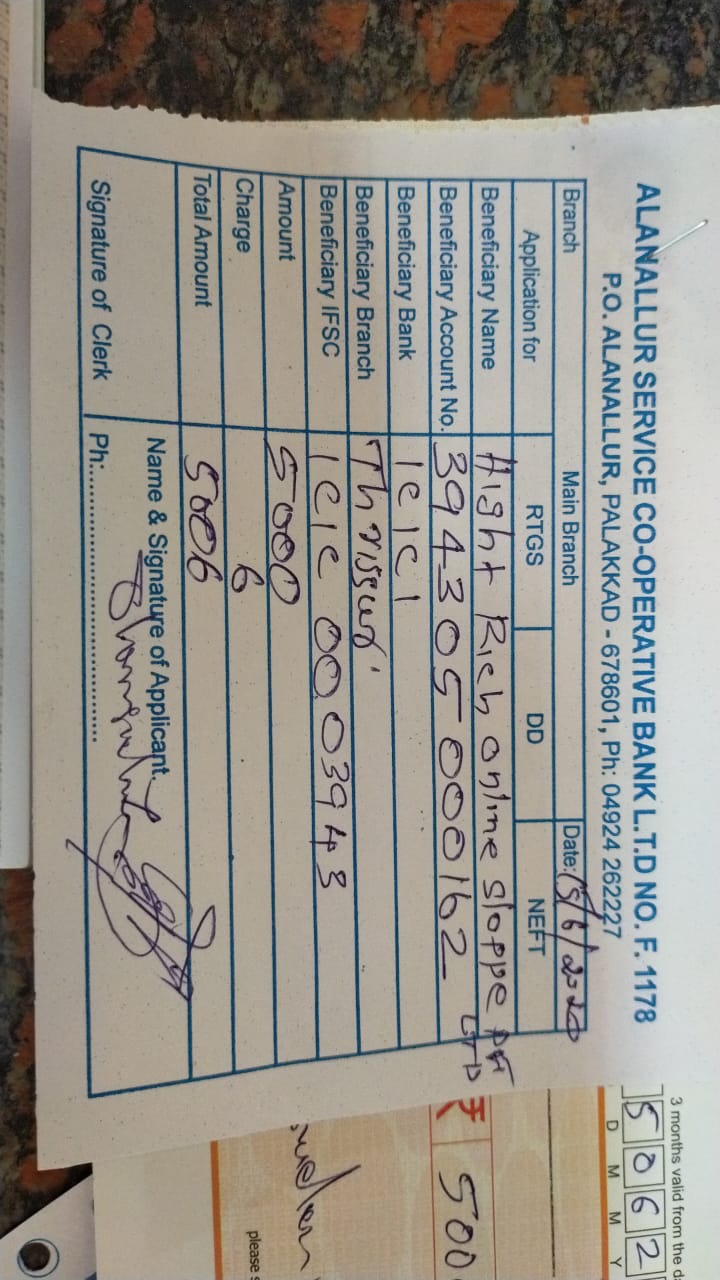 ALANALLUR SERVICE CO-OPERATIVE BANK L.T.D NO. F. 1178
P.O. ALANALLUR, PALAKKAD - 678601, Ph: 04924 262227
Branch Main Branch Date: 15/6/2020
Application for RTGS DD NEFT
Beneficiary Name Hight Rich online sloppe Pvt LTD
Beneficiary Account No. 394305000162
Beneficiary Bank ICICI
Beneficiary Branch Thrissur
Beneficiary IFSC ICIC 0003943
Amount 5000
Charge 6
Total Amount 5006
Name & Signature of Applicant
Signature of Clerk Ph:
3 months valid from the d
5 0 6 2
D M M Y
₹ 500
please